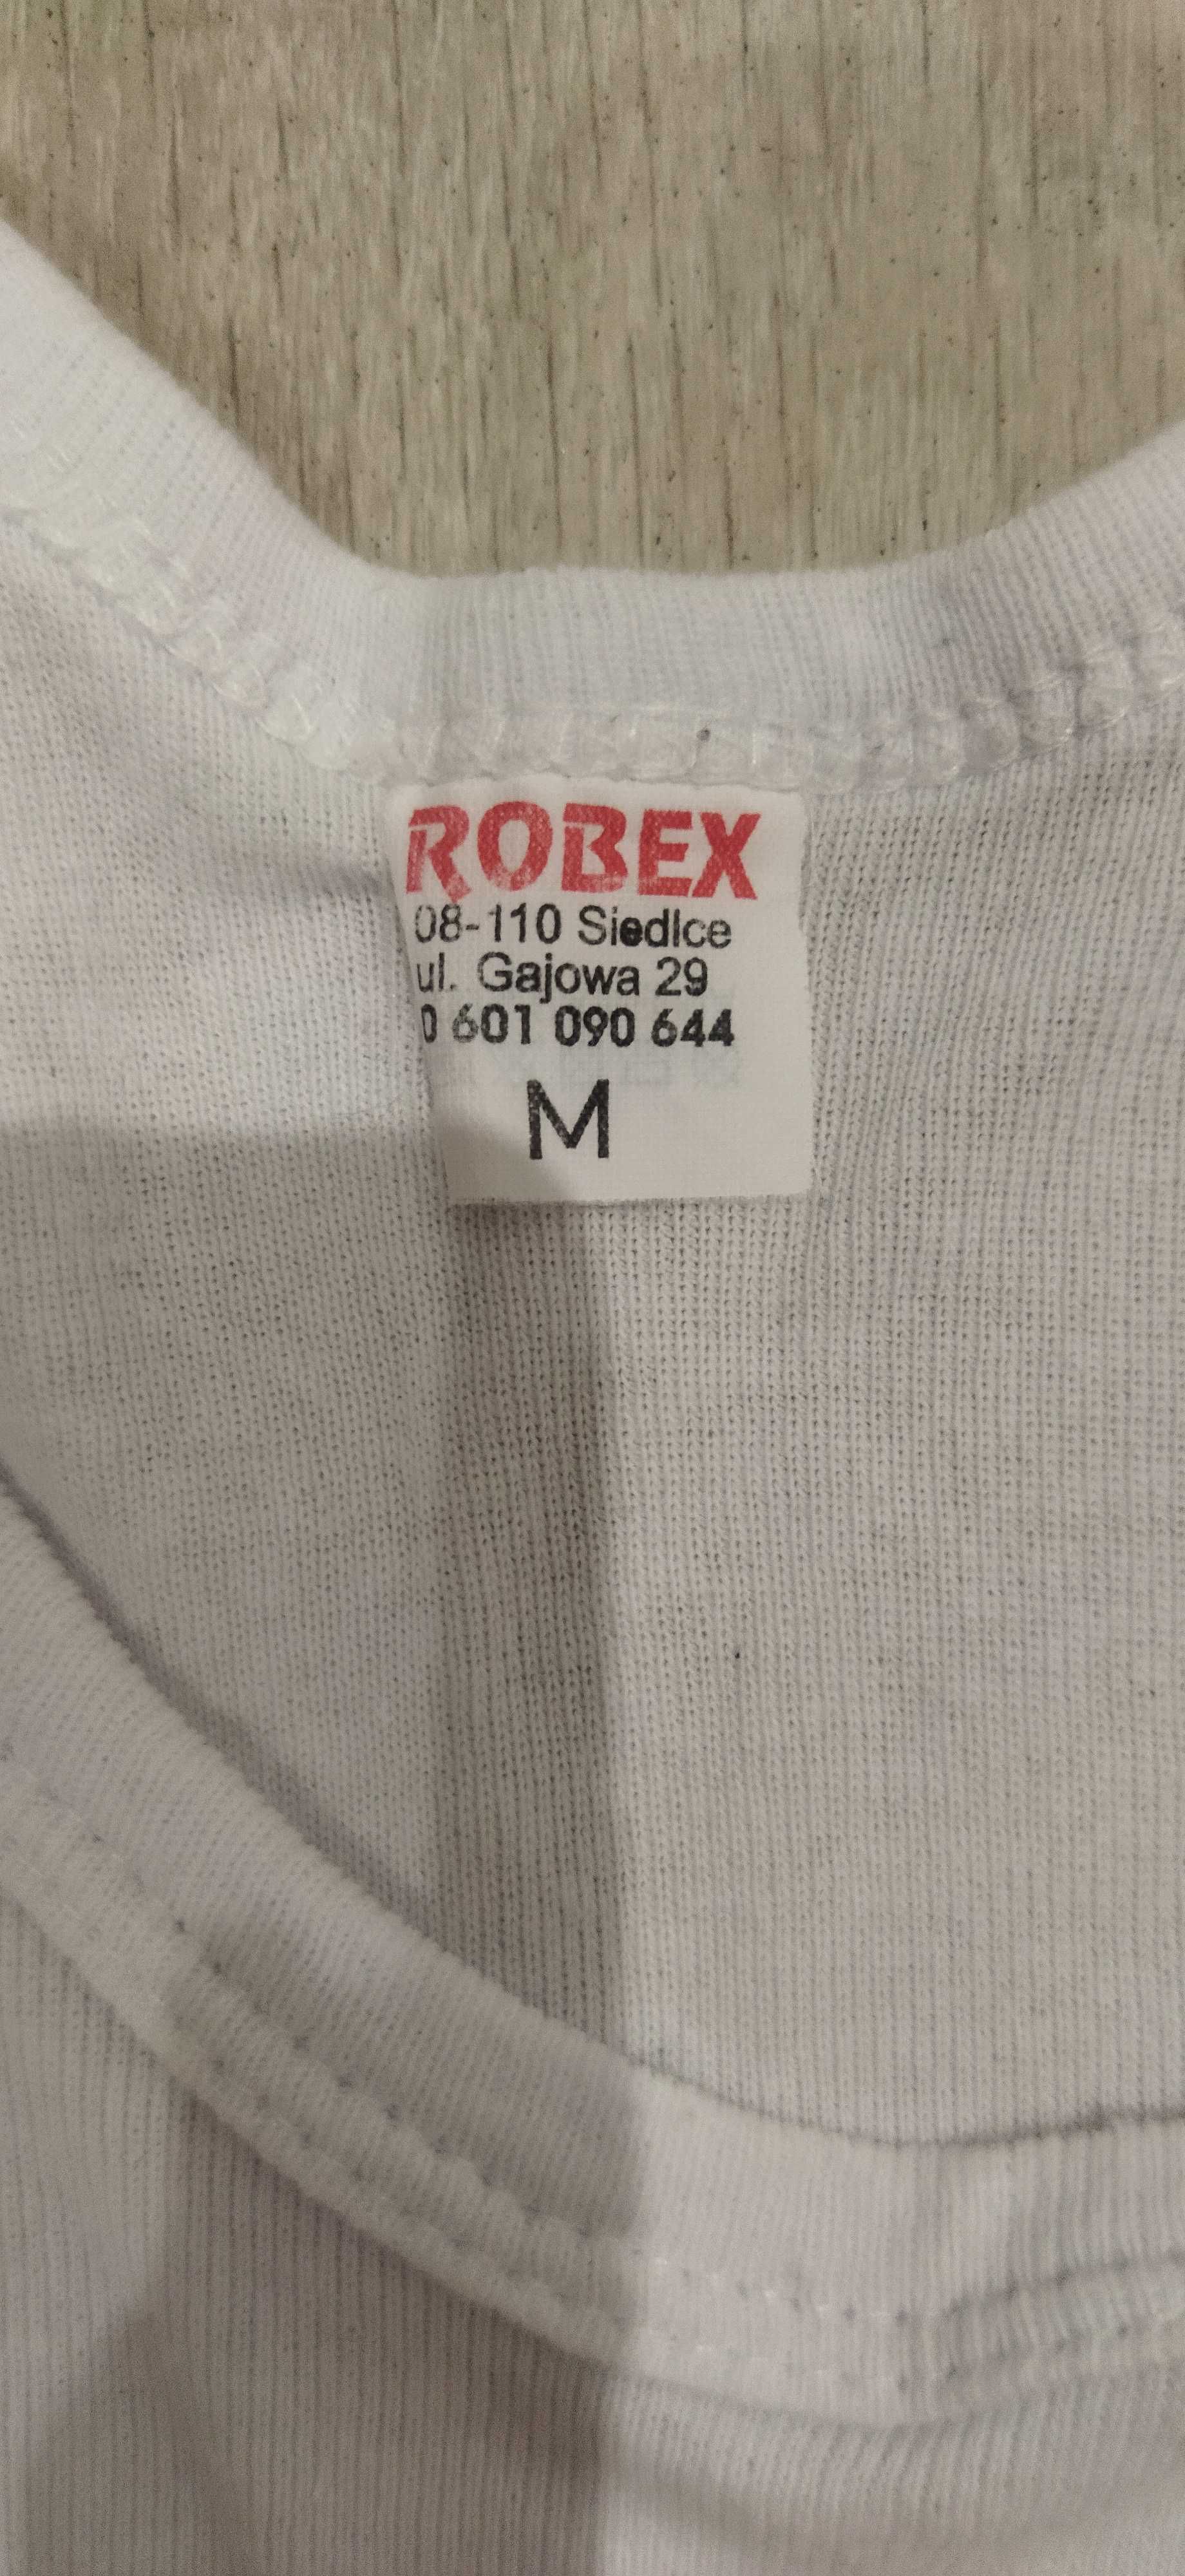 ROBEX
08-110 Siedlce
ul. Gajowa 29
0 601 090 644
M